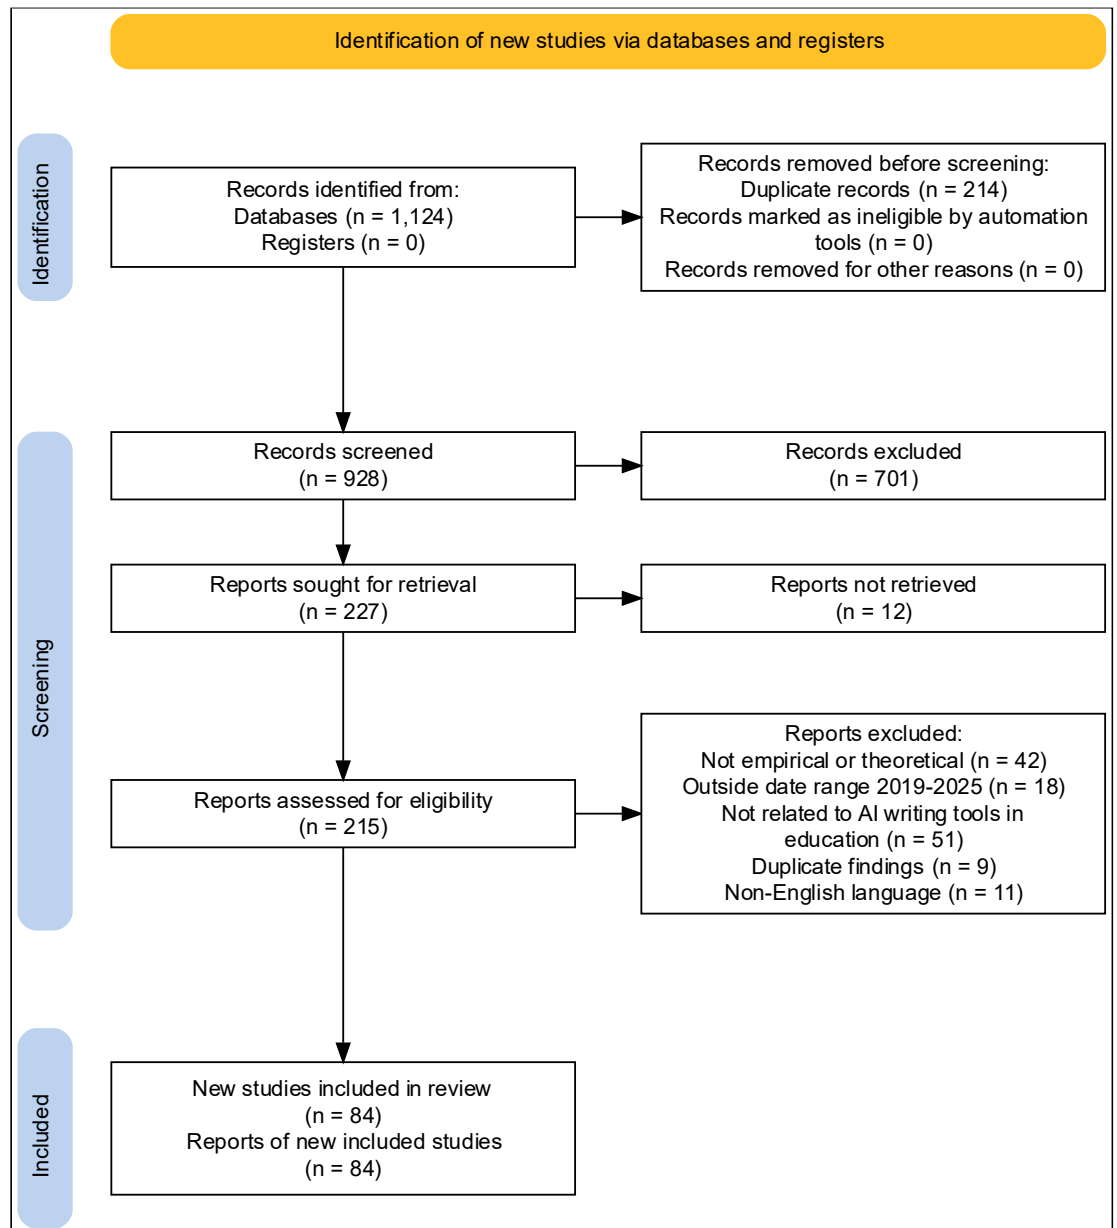 Identification of new studies via databases and registers
Identification
Records identified from:
Databases (n = 1,124)
Registers (n = 0)
Records removed before screening:
Duplicate records (n = 214)
Records marked as ineligible by automation
tools (n = 0)
Records removed for other reasons (n = 0)
Screening
Records screened
(n = 928)
Records excluded
(n = 701)
Reports sought for retrieval
(n = 227)
Reports not retrieved
(n = 12)
Reports assessed for eligibility
(n = 215)
Reports excluded:
Not empirical or theoretical (n = 42)
Outside date range 2019-2025 (n = 18)
Not related to AI writing tools in
education (n = 51)
Duplicate findings (n = 9)
Non-English language (n = 11)
Included
New studies included in review
(n = 84)
Reports of new included studies
(n = 84)